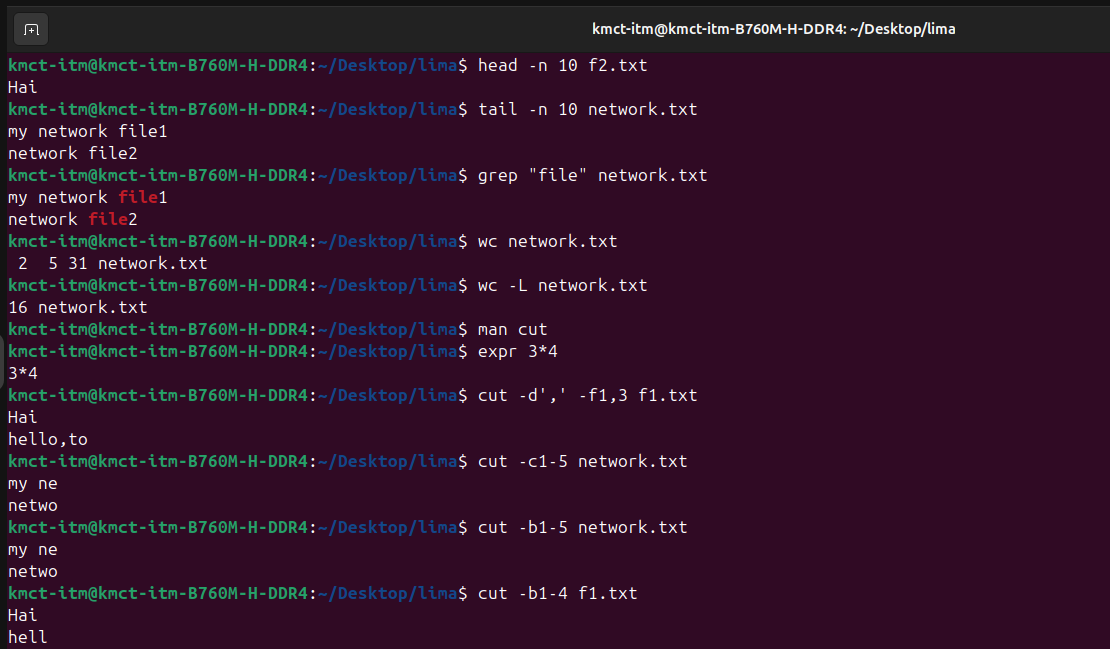 kmct-itm@kmct-itm-B760M-H-DDR4: ~/Desktop/lima
kmct-itm@kmct-itm-B760M-H-DDR4:~/Desktop/lima$ head -n 10 f2.txt
Hai
kmct-itm@kmct-itm-B760M-H-DDR4:~/Desktop/lima$ tail -n 10 network.txt
my network file1
network file2
kmct-itm@kmct-itm-B760M-H-DDR4:~/Desktop/lima$ grep "file" network.txt
my network file1
network file2
kmct-itm@kmct-itm-B760M-H-DDR4:~/Desktop/lima$ wc network.txt
 2  5 31 network.txt
kmct-itm@kmct-itm-B760M-H-DDR4:~/Desktop/lima$ wc -L network.txt
16 network.txt
kmct-itm@kmct-itm-B760M-H-DDR4:~/Desktop/lima$ man cut
kmct-itm@kmct-itm-B760M-H-DDR4:~/Desktop/lima$ expr 3*4
3*4
kmct-itm@kmct-itm-B760M-H-DDR4:~/Desktop/lima$ cut -d',' -f1,3 f1.txt
Hai
hello,to
kmct-itm@kmct-itm-B760M-H-DDR4:~/Desktop/lima$ cut -c1-5 network.txt
my ne
netwo
kmct-itm@kmct-itm-B760M-H-DDR4:~/Desktop/lima$ cut -b1-5 network.txt
my ne
netwo
kmct-itm@kmct-itm-B760M-H-DDR4:~/Desktop/lima$ cut -b1-4 f1.txt
Hai
hell